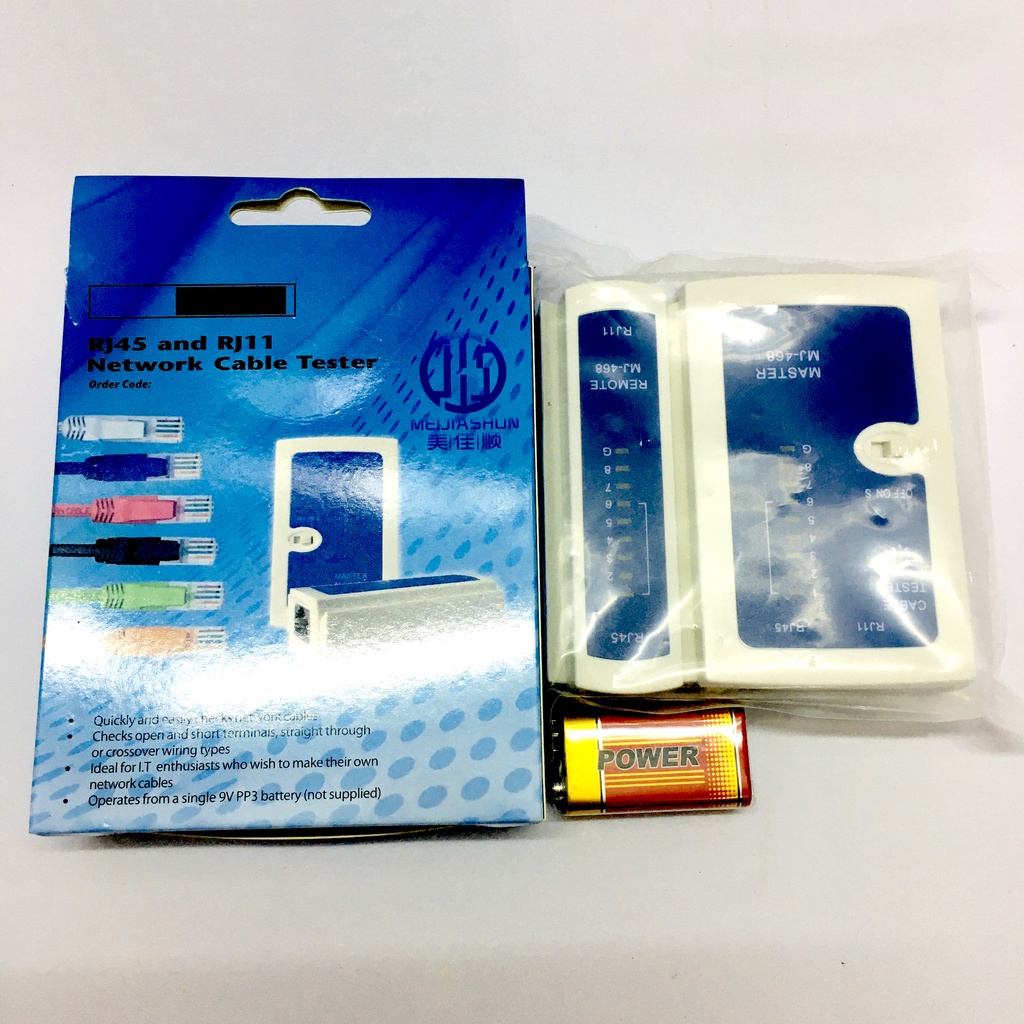 RJ45 and RJ11
Network Cable Tester
Order Code:
MEIJIASHUN
美佳顺
MASTER
• Quickly and easily checks network cables
• Checks open and short terminals, straight through
or crossover wiring types
• Ideal for I.T enthusiasts who wish to make their own
network cables
• Operates from a single 9V PP3 battery (not supplied)
RJ11
MJ-468
REMOTE
G
8
7
6
5
4
3
2
1
RJ45
MJ-468
MASTER
G
8
7
6
5
4
3
2
1
OFF ON S
CABLE
TESTER
RJ45
RJ11
POWER